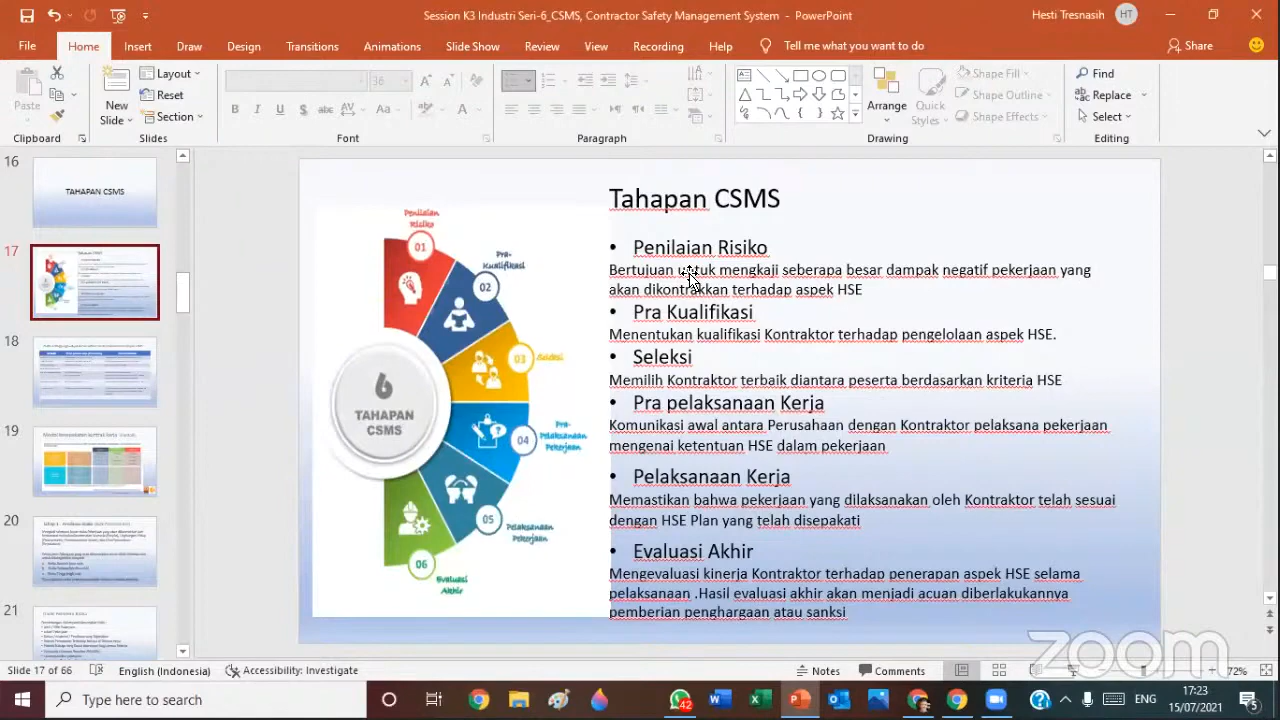 Session K3 Industri Seri-6_CSMS, Contractor Safety Management System - PowerPoint
Hesti Tresnasih HT
File Home Insert Draw Design Transitions Animations Slide Show Review View Recording Help Tell me what you want to do Share
Paste
New Slide
Layout
Reset
Section
36
Arrange
Quick Styles
Shape Fill
Shape Outline
Shape Effects
Find
Replace
Select
Clipboard Slides Font Paragraph Drawing Editing
16
TAHAPAN CSMS
17
18
19
20
21
Tahapan CSMS
• Penilaian Risiko
Bertujuan untuk mengkaji seberapa besar dampak negatif pekerjaan yang
akan dikontrakkan terhadap aspek HSE
• Pra Kualifikasi
Menentukan kualifikasi Kontraktor terhadap pengelolaan aspek HSE.
• Seleksi
Memilih Kontraktor terbaik diantara peserta berdasarkan kriteria HSE
• Pra pelaksanaan Kerja
Komunikasi awal antara Perusahaan dengan Kontraktor pelaksana pekerjaan
mengenai ketentuan HSE dalam pekerjaan
• Pelaksanaan Kerja
Memastikan bahwa pekerjaan yang dilaksanakan oleh Kontraktor telah sesuai
dengan HSE Plan yang telah disepakati
• Evaluasi Akhir
Mengevaluasi kinerja Kontraktor terhadap penerapan aspek HSE selama
pelaksanaan .Hasil evaluasi akhir akan menjadi acuan diberlakukannya
pemberian penghargaan atau sanksi
Penilaian
Risiko
01
Pra-
Kualifikasi
02
03 Seleksi
04
Pra-
Pelaksanaan
Pekerjaan
05
Pelaksanaan
Pekerjaan
06
Evaluasi
Akhir
6
TAHAPAN
CSMS
zoom
Slide 17 of 66 English (Indonesia) Accessibility: Investigate Notes Comments 72%
Type here to search
42
ENG
17:23
15/07/2021
5